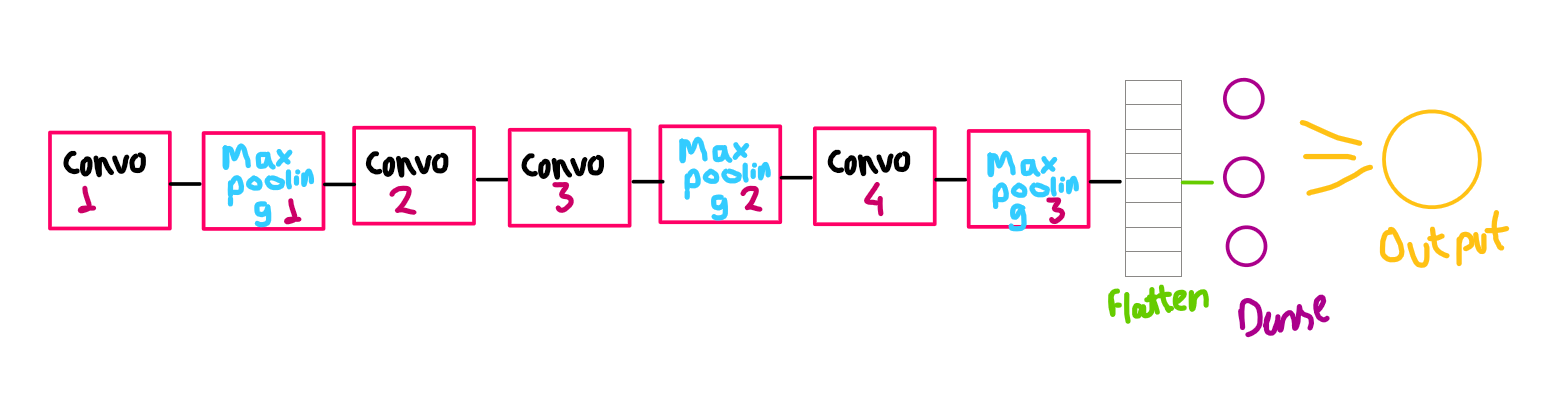 Convo
1
Max
poolin
g 1
Convo
2
Convo
3
Max
poolin
g 2
Convo
4
Max
poolin
g 3
Flatten
Dense
Output